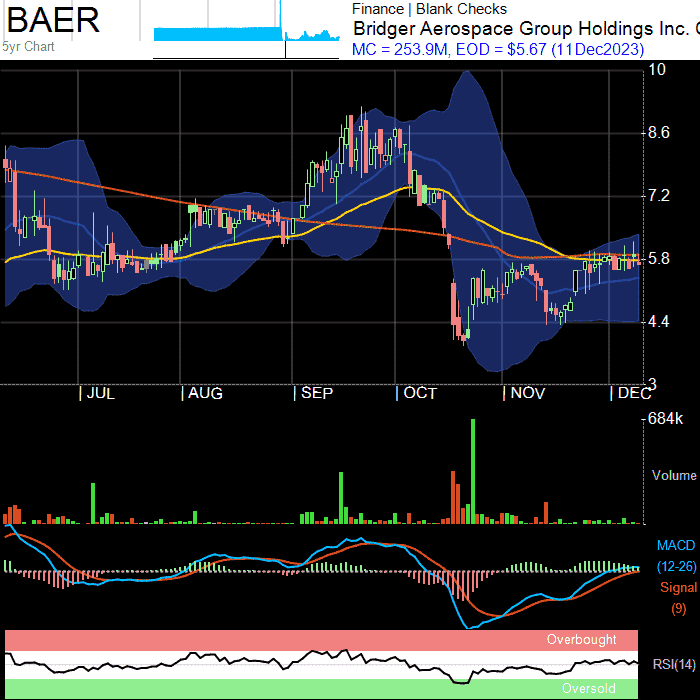 BAER
5yr Chart
Finance | Blank Checks
Bridger Aerospace Group Holdings Inc. C
MC = 253.9M, EOD = $5.67 (11Dec2023)
10
8.6
7.2
5.8
4.4
3
| JUL | AUG | SEP | OCT | NOV | DEC
684k
Volume
MACD
(12-26)
Signal
(9)
Overbought
RSI(14)
Oversold